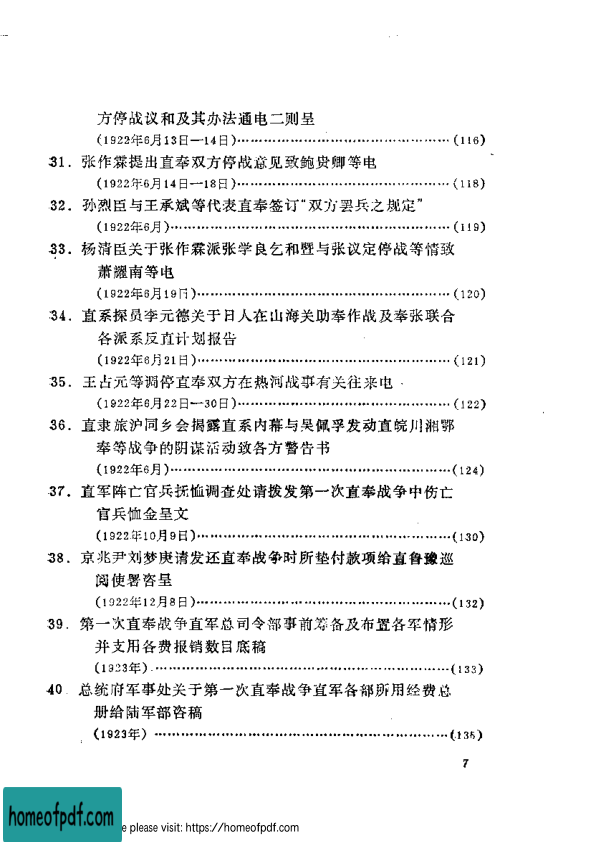 方停战议和及其办法通电二则呈
(1922年6月13日—14日)……………………………………(116)
31. 张作霖提出直奉双方停战意见致鲍贵卿等电
(1922年6月14日—18日)……………………………………(118)
32. 孙烈臣与王承斌等代表直奉签订“双方罢兵之规定”
(1922年6月)……………………………………(119)
33. 杨清臣关于张作霖派张学良乞和暨与张议定停战等情致
萧耀南等电
(1922年6月19日)……………………………………(120)
34. 直系探员李元德关于日人在山海关助奉作战及奉张联合
各派系反直计划报告
(1922年6月21日)……………………………………(121)
35. 王占元等调停直奉双方在热河战事有关往来电
(1922年6月22日—30日)……………………………………(122)
36. 直隶旅沪同乡会揭露直系内幕与吴佩孚发动直皖川湘鄂
奉等战争的阴谋活动致各方警告书
(1922年6月)……………………………………(124)
37. 直军阵亡官兵抚恤调查处请拨发第一次直奉战争中伤亡
官兵恤金呈文
(1922年10月9日)……………………………………(130)
38. 京兆尹刘梦庚请发还直奉战争时所垫付款项给直鲁豫巡
阅使署咨呈
(1922年12月8日)……………………………………(132)
39. 第一次直奉战争直军总司令部事前筹备及布置各军情形
并支用各费报销数目底稿
(1923年)……………………………………(133)
40 总统府军事处关于第一次直奉战争直军各部所用经费总
册给陆军部咨稿
(1923年)……………………………………(136)
7
homeofpdf.com
e please visit: https://homeofpdf.com